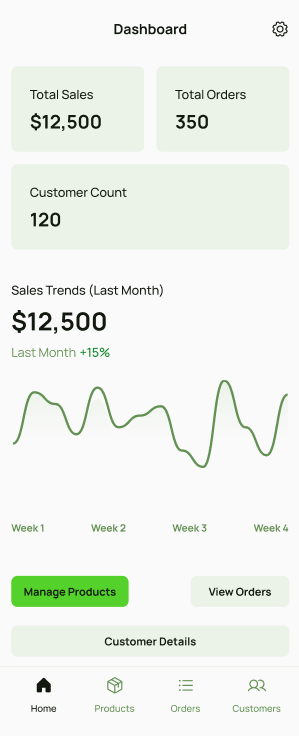 Dashboard
Total Sales
$12,500
Total Orders
350
Customer Count
120
Sales Trends (Last Month)
$12,500
Last Month +15%
Week 1 Week 2 Week 3 Week 4
Manage Products
View Orders
Customer Details
Home Products Orders Customers